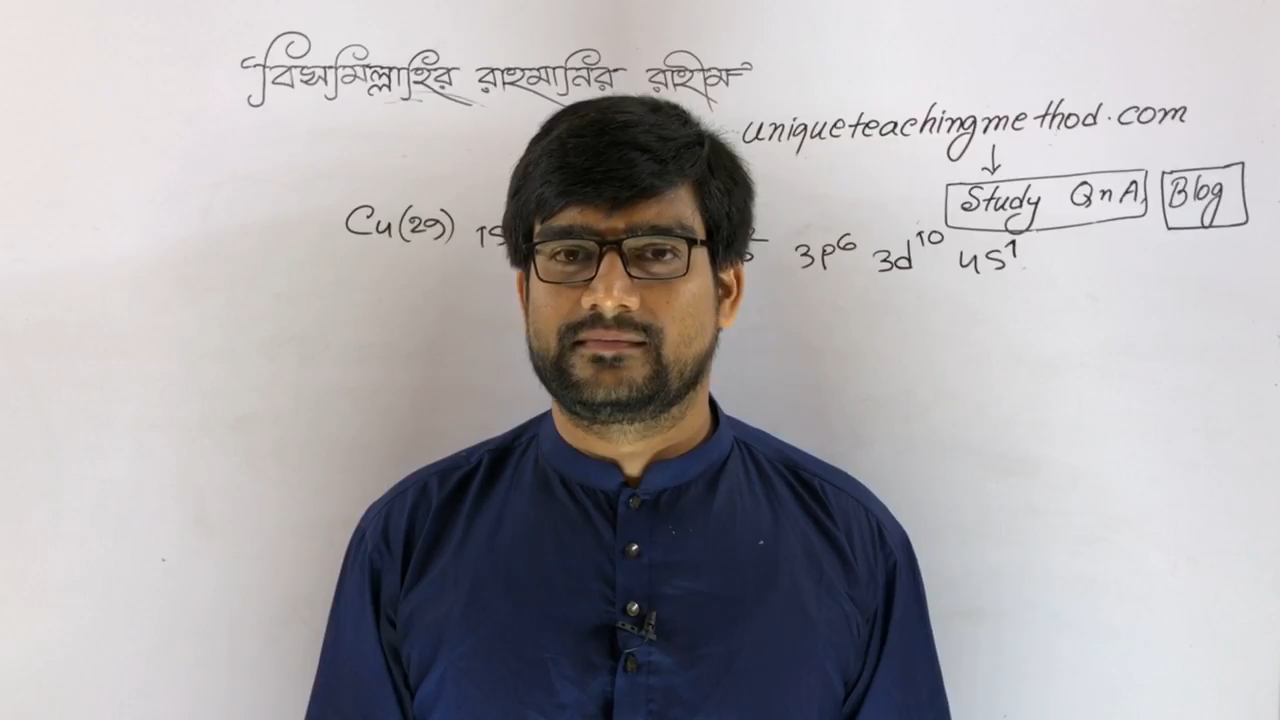 বিসমিল্লাহির রাহমানির রাহীম
uniqueteachingmethod.com
Study QnA Blog
Cu(29) 1s 3p⁶ 3d¹⁰ 4s¹